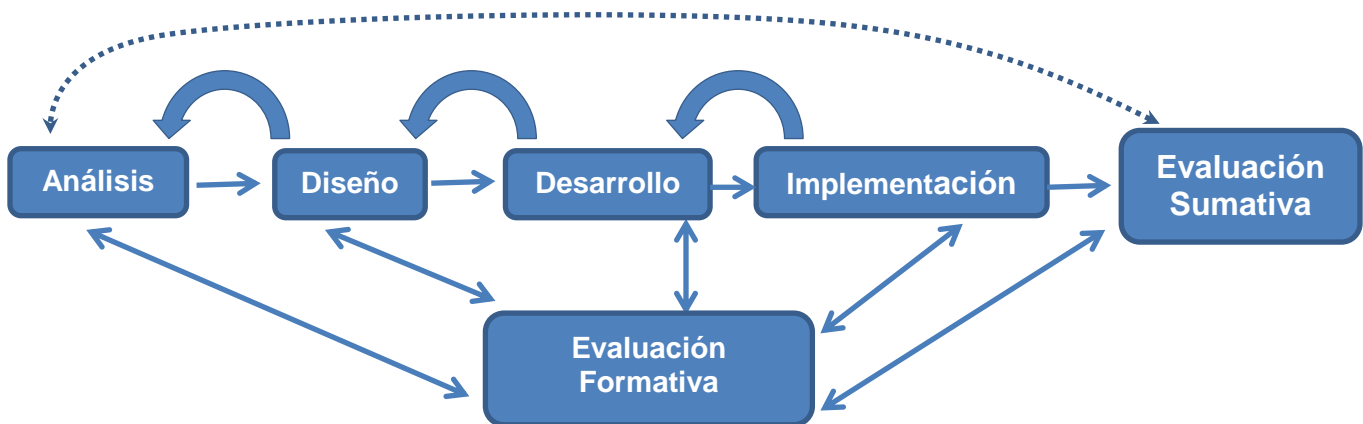 Análisis
Diseño
Desarrollo
Implementación
Evaluación
Sumativa
Evaluación
Formativa